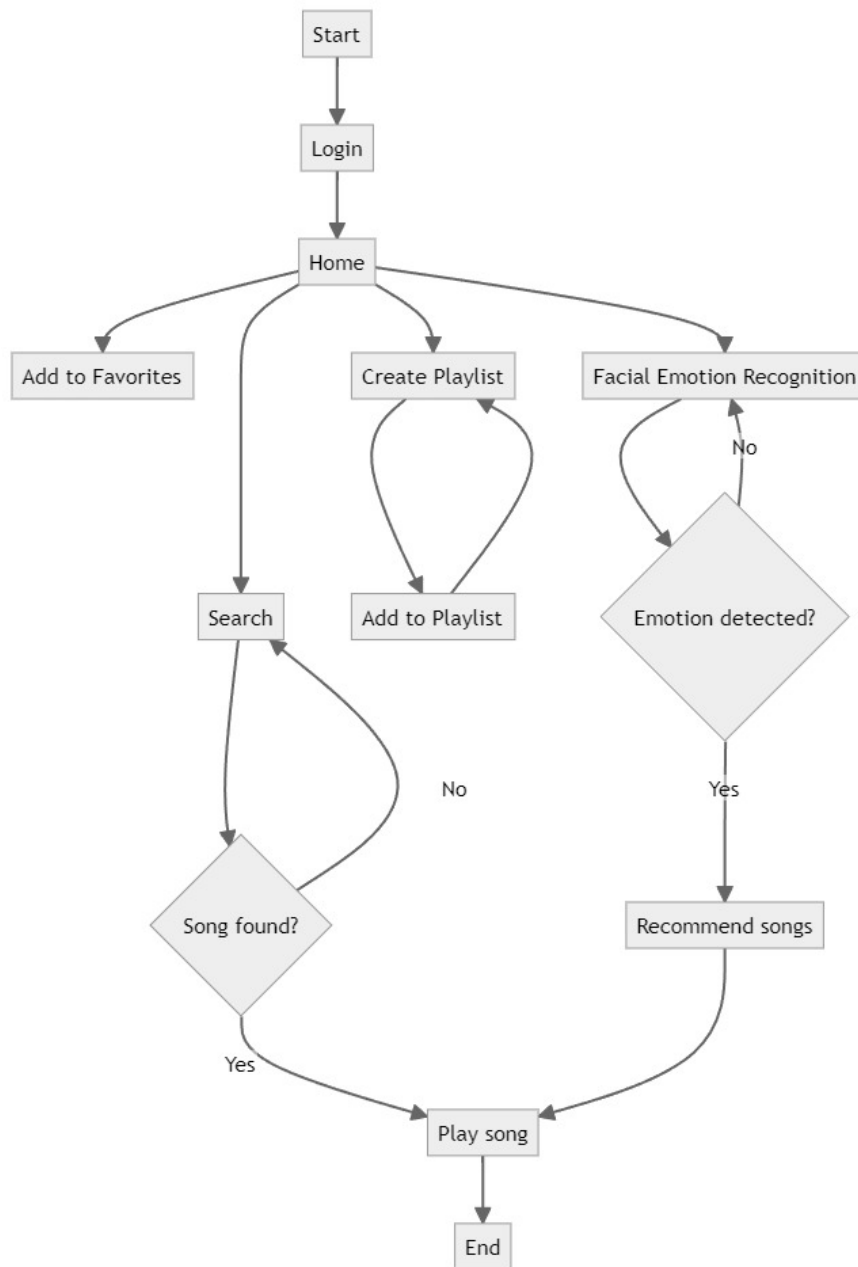 Start
Login
Home
Add to Favorites
Create Playlist
Facial Emotion Recognition
No
Search
Add to Playlist
Emotion detected?
No
Yes
Song found?
Recommend songs
Yes
Play song
End